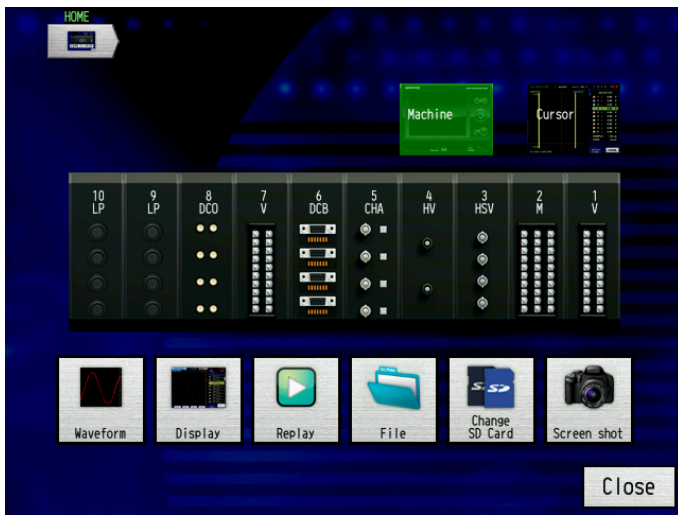 HOME
Machine
Cursor
10 9 8 7 6 5 4 3 2 1
LP LP DCO V DCB CHA HV HSV M V
Waveform
Display
Replay
File
Change
SD Card
Screen shot
Close